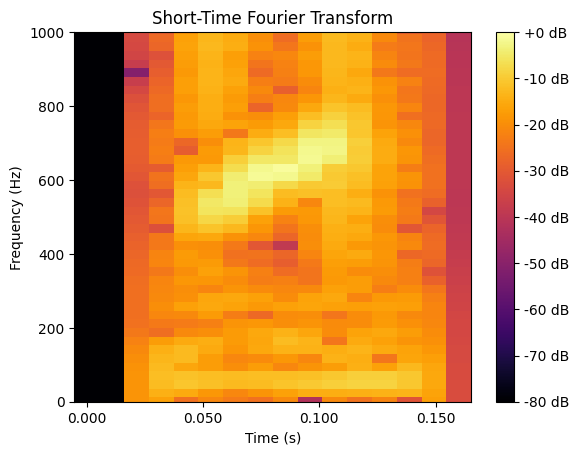 Short-Time Fourier Transform
1000
800
600
400
200
0
Frequency (Hz)
0.000
0.050
0.100
0.150
Time (s)
+0 dB
-10 dB
-20 dB
-30 dB
-40 dB
-50 dB
-60 dB
-70 dB
-80 dB